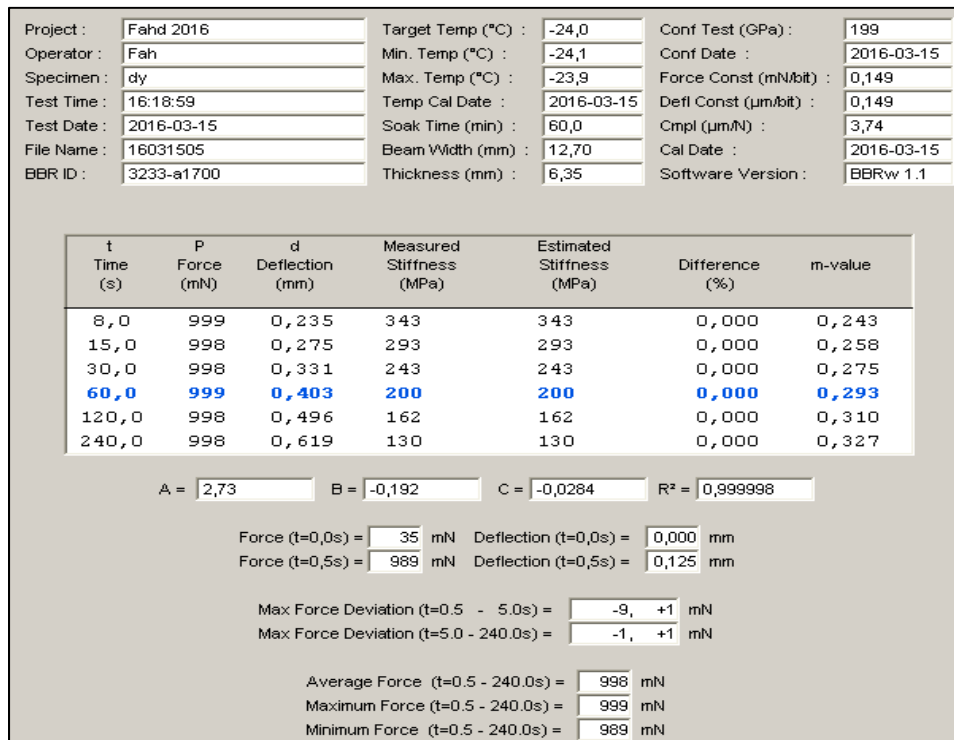 Project : Fahd 2016 Target Temp (°C) : -24,0 Conf Test (GPa) : 199
Operator : Fah Min. Temp (°C) : -24,1 Conf Date : 2016-03-15
Specimen : dy Max. Temp (°C) : -23,9 Force Const (mN/bit) : 0,149
Test Time : 16:18:59 Temp Cal Date : 2016-03-15 Defl Const (µm/bit) : 0,149
Test Date : 2016-03-15 Soak Time (min) : 60,0 Cmpl (µm/N) : 3,74
File Name : 16031505 Beam Width (mm) : 12,70 Cal Date : 2016-03-15
BBR ID : 3233-a1700 Thickness (mm) : 6,35 Software Version : BBRw 1.1
t P d Measured Estimated
Time Force Deflection Stiffness Stiffness Difference m-value
(s) (mN) (mm) (MPa) (MPa) (%)
8,0 999 0,235 343 343 0,000 0,243
15,0 998 0,275 293 293 0,000 0,258
30,0 998 0,331 243 243 0,000 0,275
60,0 999 0,403 200 200 0,000 0,293
120,0 998 0,496 162 162 0,000 0,310
240,0 998 0,619 130 130 0,000 0,327
A = 2,73 B = -0,192 C = -0,0284 R² = 0,999998
Force (t=0,0s) = 35 mN Deflection (t=0,0s) = 0,000 mm
Force (t=0,5s) = 989 mN Deflection (t=0,5s) = 0,125 mm
Max Force Deviation (t=0.5 - 5.0s) = -9, +1 mN
Max Force Deviation (t=5.0 - 240.0s) = -1, +1 mN
Average Force (t=0.5 - 240.0s) = 998 mN
Maximum Force (t=0.5 - 240.0s) = 999 mN
Minimum Force (t=0.5 - 240.0s) = 989 mN